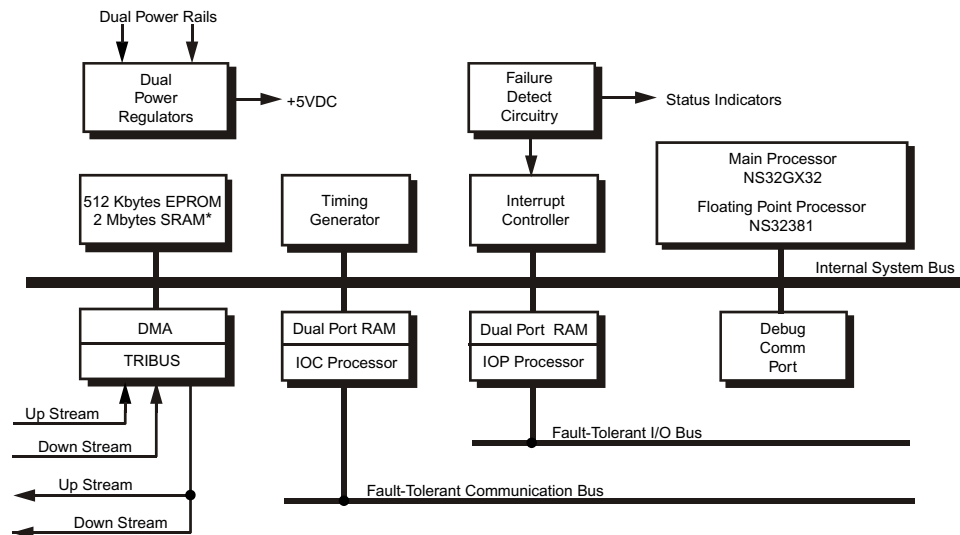 Dual Power Rails
Dual
Power
Regulators
+5VDC
Failure
Detect
Circuitry
Status Indicators
Main Processor
NS32GX32
Floating Point Processor
NS32381
512 Kbytes EPROM
2 Mbytes SRAM*
Timing
Generator
Interrupt
Controller
Internal System Bus
DMA
TRIBUS
Dual Port RAM
IOC Processor
Dual Port RAM
IOP Processor
Debug
Comm
Port
Up Stream
Down Stream
Up Stream
Down Stream
Fault-Tolerant I/O Bus
Fault-Tolerant Communication Bus